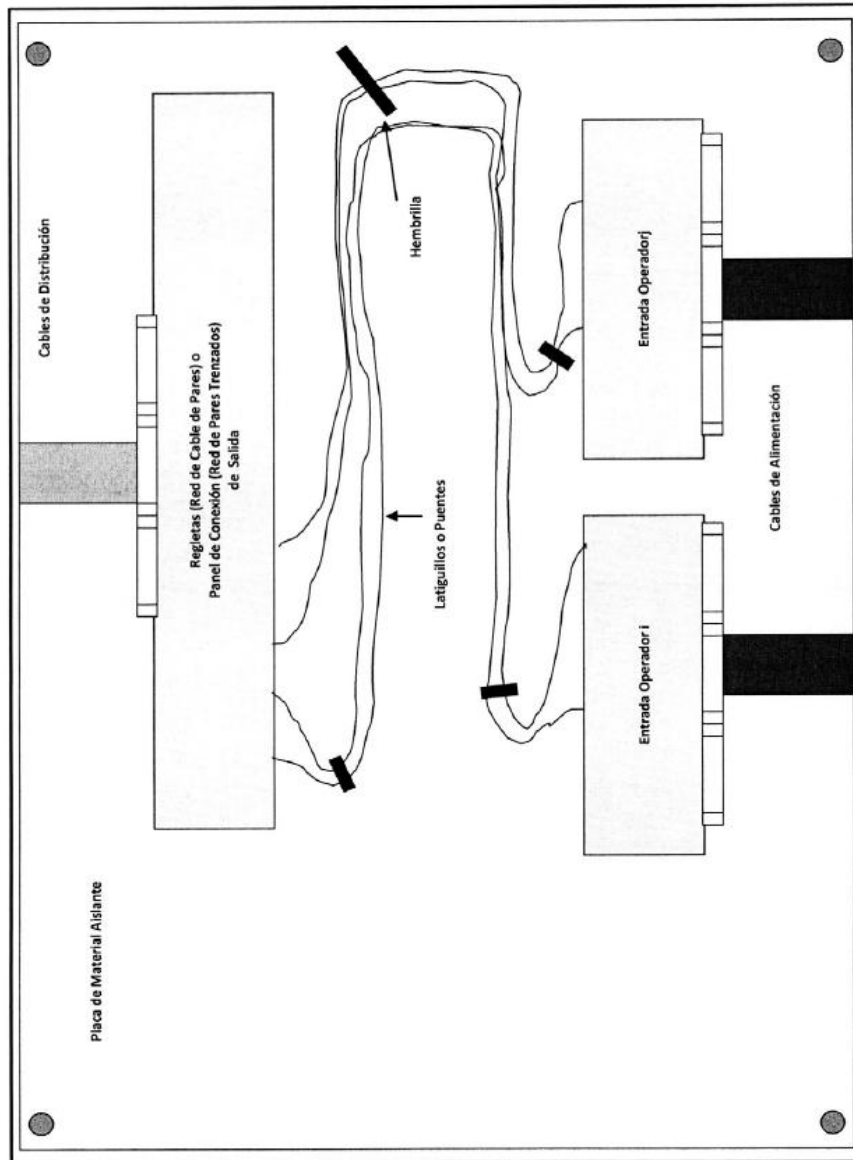 Placa de Material Aislante
Cables de Distribución
Regletas (Red de Cable de Pares) o
Panel de Conexión (Red de Pares Trenzados)
de Salida
Hembrilla
Latiguillos o Puentes
Entrada Operador i
Entrada Operadorj
Cables de Alimentación